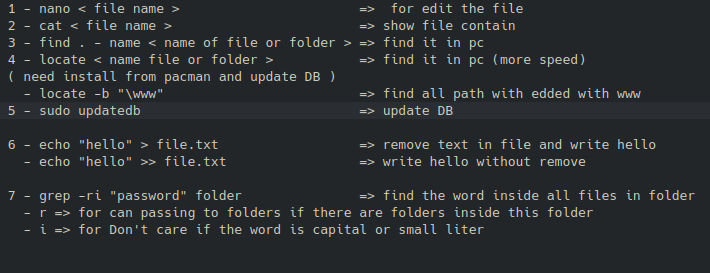 1 - nano < file name > => for edit the file
2 - cat < file name > => show file contain
3 - find . - name < name of file or folder > => find it in pc
4 - locate < name file or folder > => find it in pc (more speed)
( need install from pacman and update DB )
- locate -b "\www" => find all path with edded with www
5 - sudo updatedb => update DB
6 - echo "hello" > file.txt => remove text in file and write hello
- echo "hello" >> file.txt => write hello without remove
7 - grep -ri "password" folder => find the word inside all files in folder
- r => for can passing to folders if there are folders inside this folder
- i => for Don't care if the word is capital or small liter